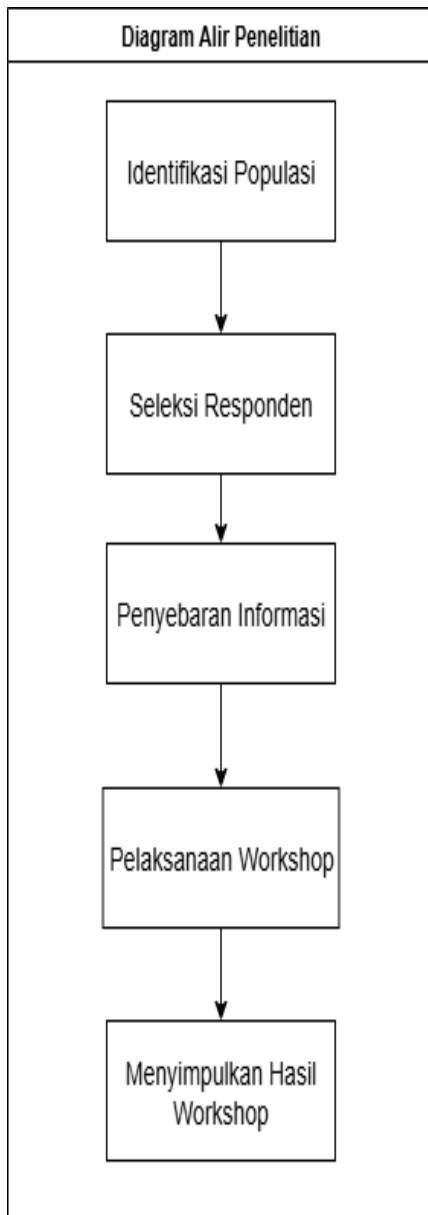 Diagram Alir Penelitian
Identifikasi Populasi
Seleksi Responden
Penyebaran Informasi
Pelaksanaan Workshop
Menyimpulkan Hasil
Workshop